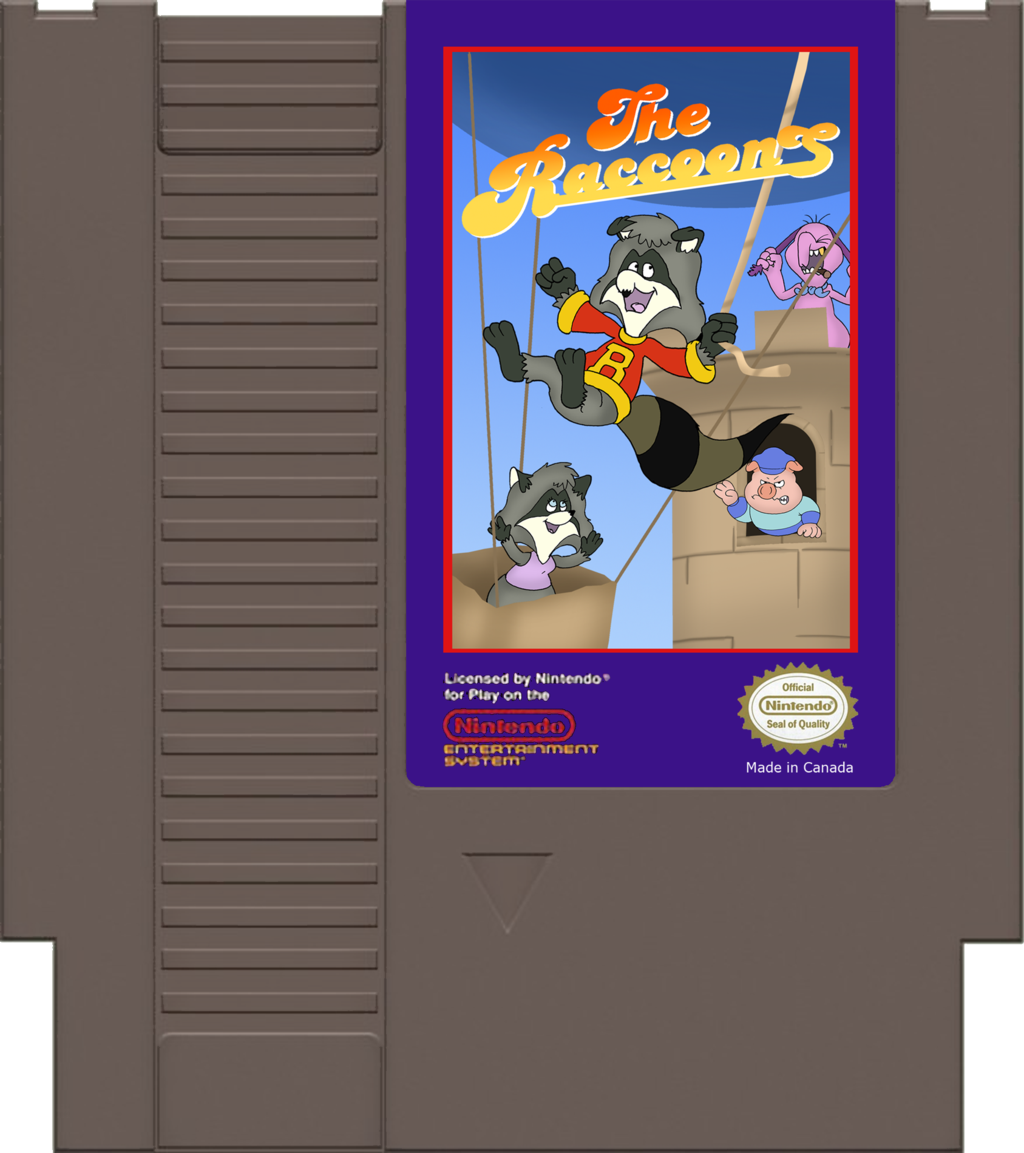 The
Raccoons
B
Licensed by Nintendo®
for Play on the
Nintendo
ENTERTAINMENT
SYSTEM™
Official
Nintendo®
Seal of Quality
TM
Made in Canada